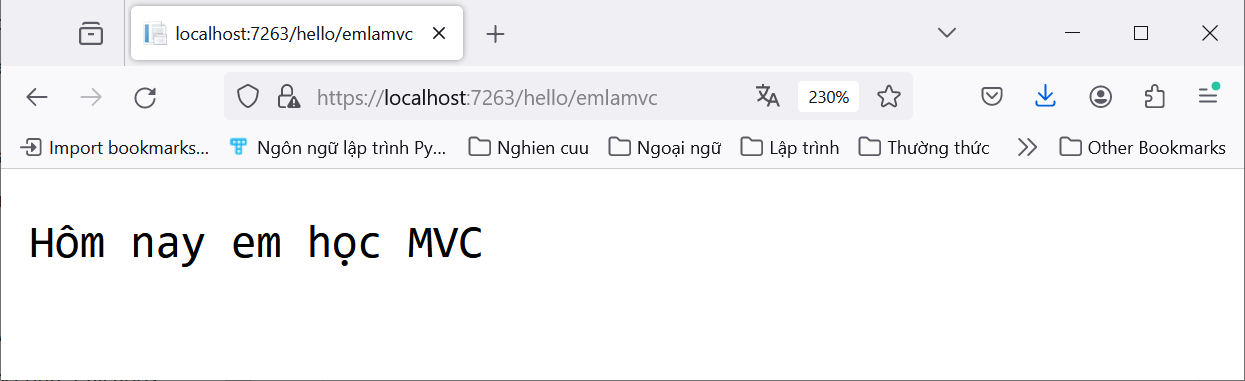 localhost:7263/hello/emlamvc
https://localhost:7263/hello/emlamvc 230%
Import bookmarks... Ngôn ngữ lập trình Py... Nghien cuu Ngoại ngữ Lập trình Thường thức Other Bookmarks
Hôm nay em học MVC